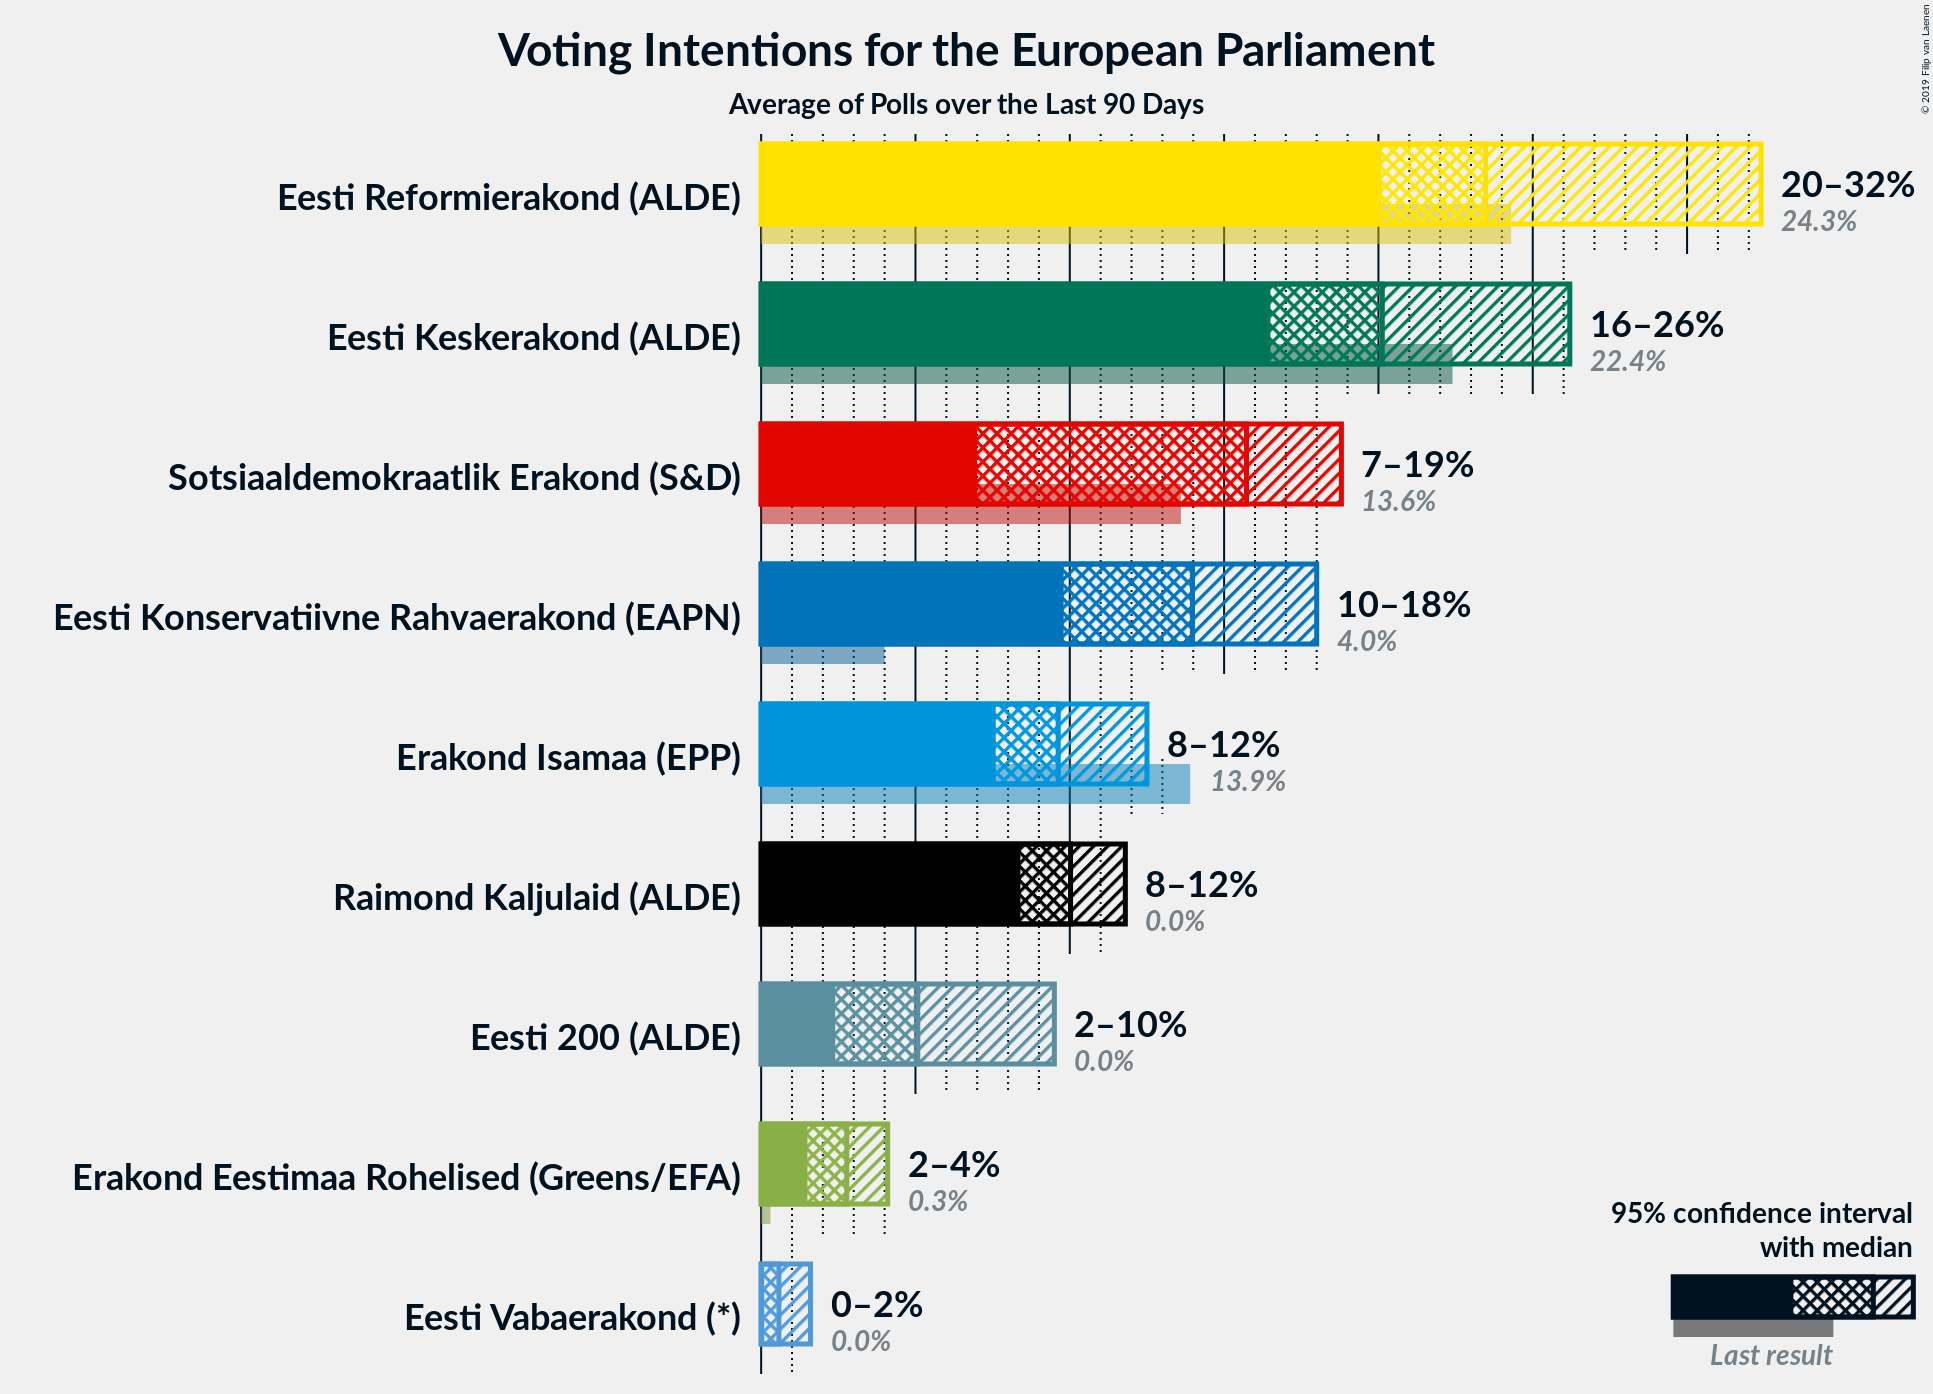 Voting Intentions for the European Parliament
Average of Polls over the Last 90 Days
© 2019 Filip van Laenen
Eesti Reformierakond (ALDE)
20–32%
24.3%
Eesti Keskerakond (ALDE)
16–26%
22.4%
Sotsiaaldemokraatlik Erakond (S&D)
7–19%
13.6%
Eesti Konservatiivne Rahvaerakond (EAPN)
10–18%
4.0%
Erakond Isamaa (EPP)
8–12%
13.9%
Raimond Kaljulaid (ALDE)
8–12%
0.0%
Eesti 200 (ALDE)
2–10%
0.0%
Erakond Eestimaa Rohelised (Greens/EFA)
2–4%
0.3%
Eesti Vabaerakond (*)
0–2%
0.0%
95% confidence interval
with median
Last result